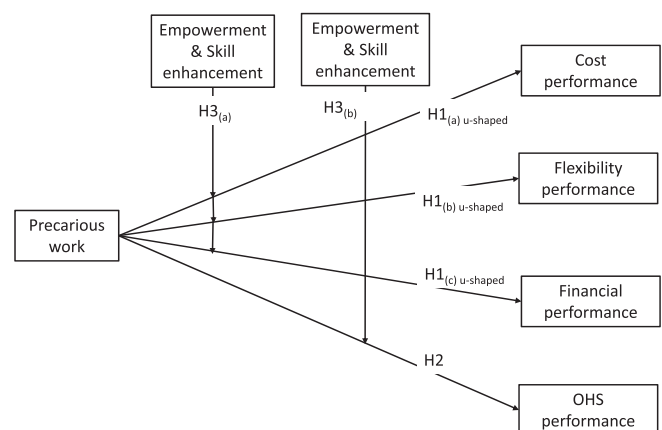 Empowerment
& Skill
enhancement
Empowerment
& Skill
enhancement
Cost
performance
H3(a)
H3(b)
H1(a) u-shaped
Flexibility
performance
H1(b) u-shaped
Precarious
work
H1(c) u-shaped
Financial
performance
H2
OHS
performance